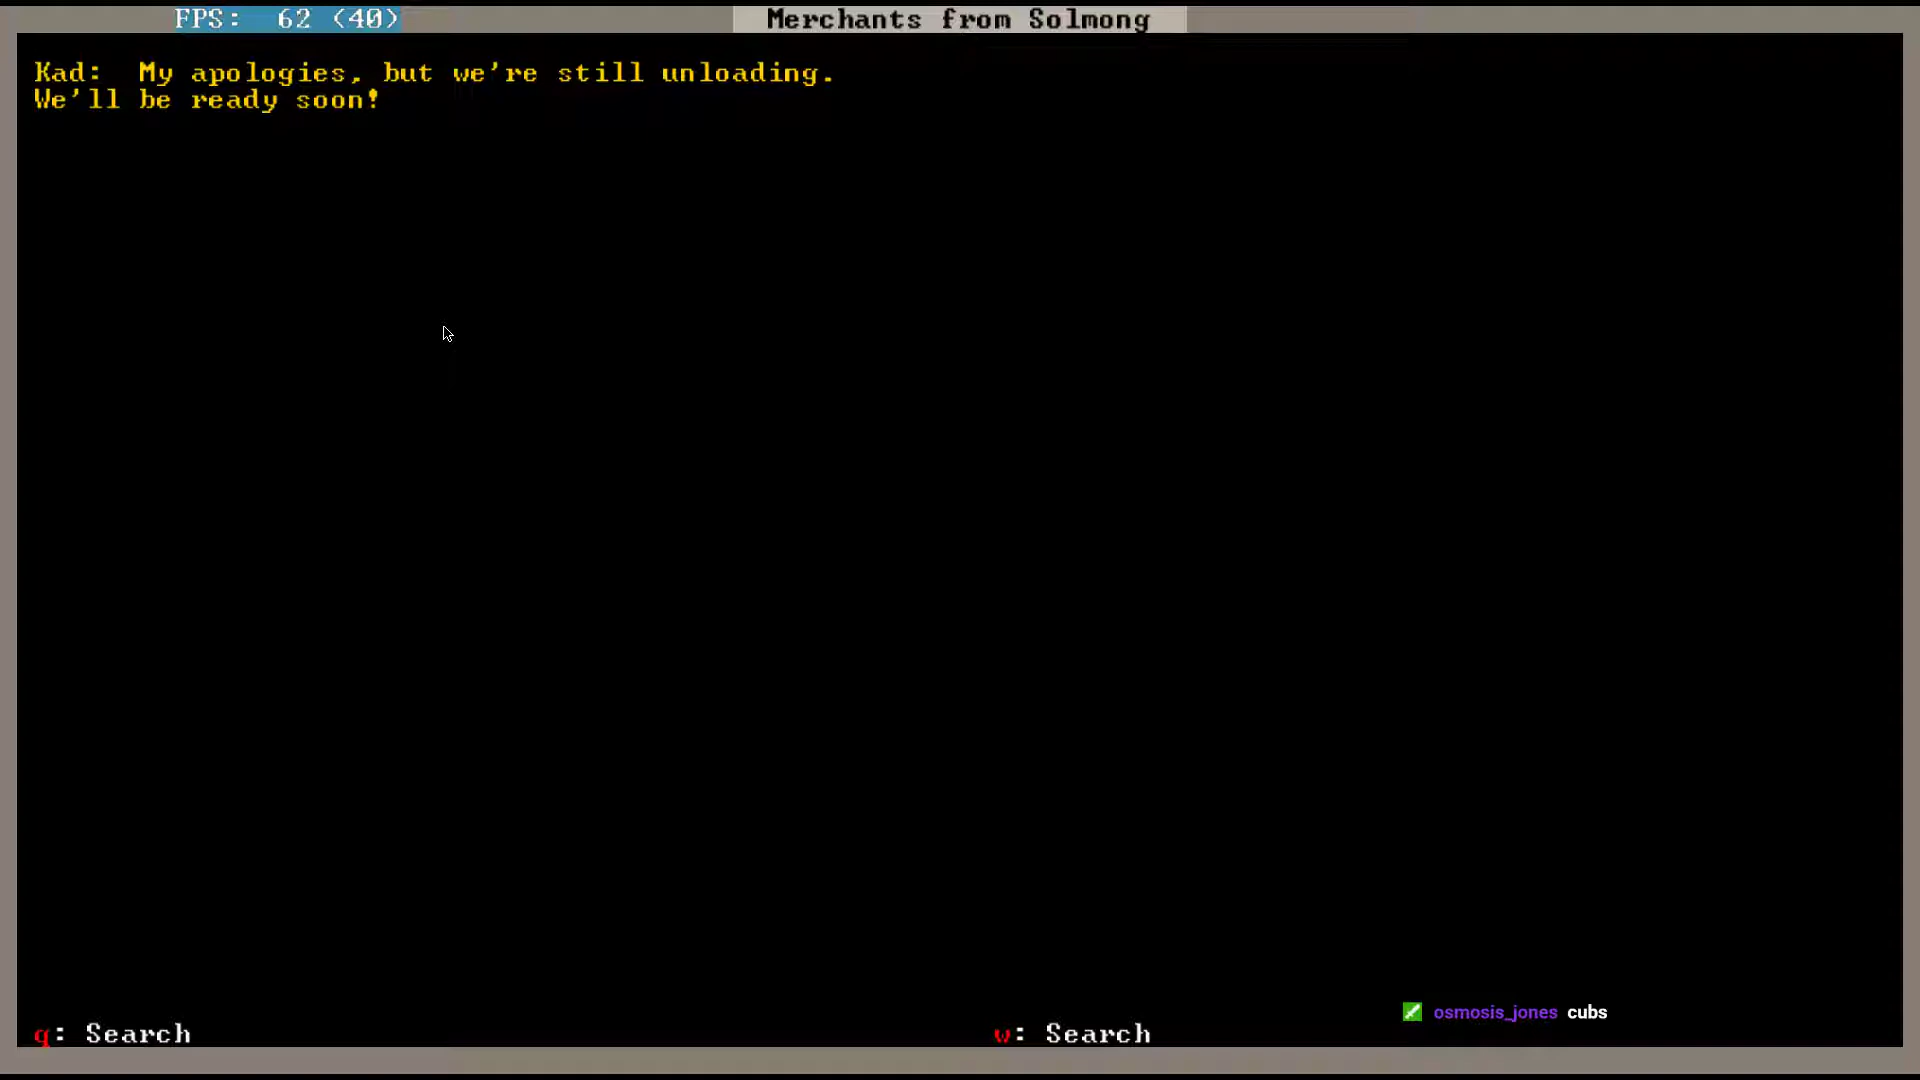 FPS: 62 (40)
Merchants from Solmong
Kad: My apologies, but we're still unloading.
We'll be ready soon!
osmosis_jones cubs
q: Search
w: Search